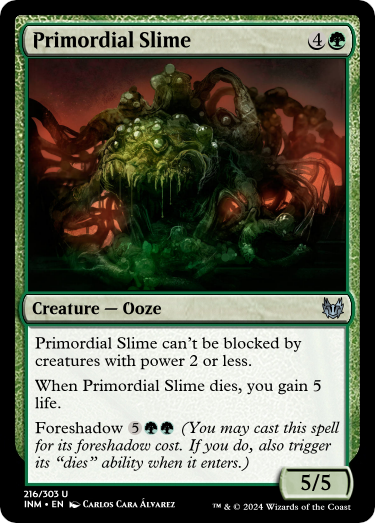 Primordial Slime 4
Creature — Ooze
Primordial Slime can't be blocked by
creatures with power 2 or less.
When Primordial Slime dies, you gain 5
life.
Foreshadow 5 (You may cast this spell
for its foreshadow cost. If you do, also trigger
its "dies" ability when it enters.)
5/5
216/303 U
INM • EN Carlos Cara Álvarez
™ & © 2024 Wizards of the Coast